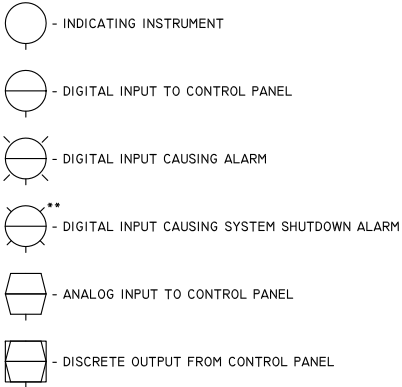 - INDICATING INSTRUMENT
- DIGITAL INPUT TO CONTROL PANEL
- DIGITAL INPUT CAUSING ALARM
** - DIGITAL INPUT CAUSING SYSTEM SHUTDOWN ALARM
- ANALOG INPUT TO CONTROL PANEL
- DISCRETE OUTPUT FROM CONTROL PANEL